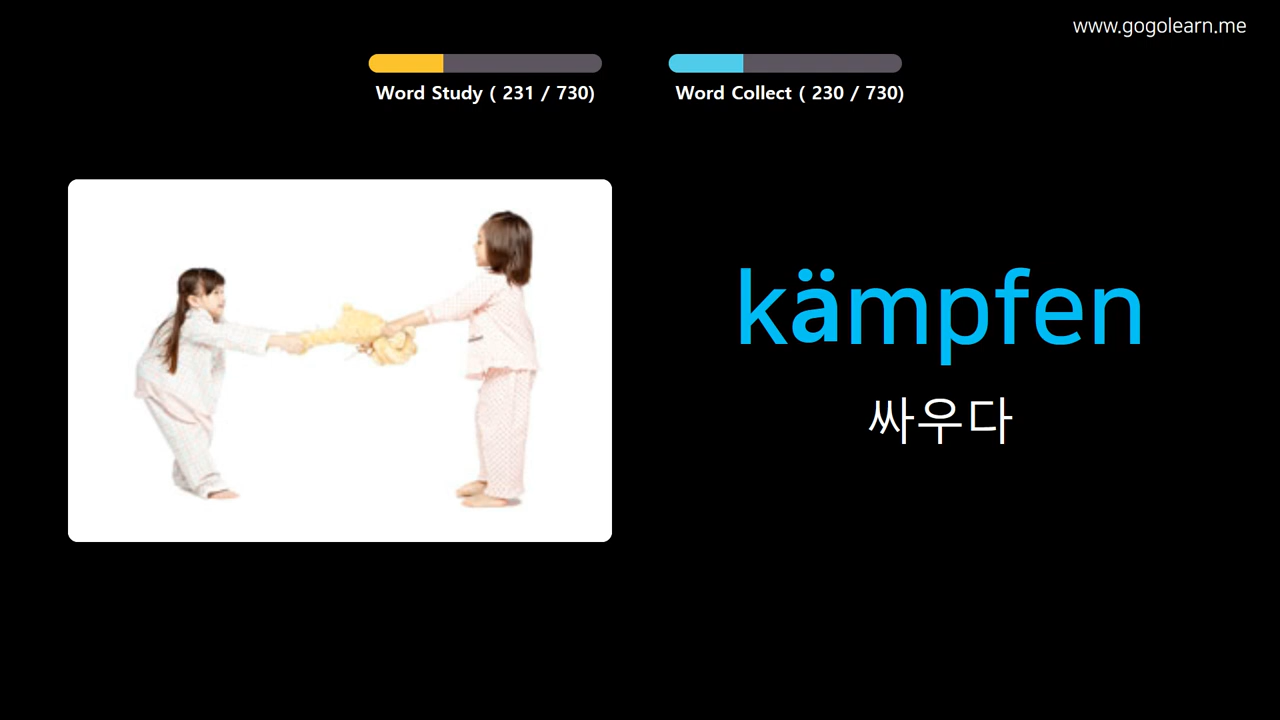 www.gogolearn.me
Word Study ( 231 / 730)
Word Collect ( 230 / 730)
kämpfen
싸우다